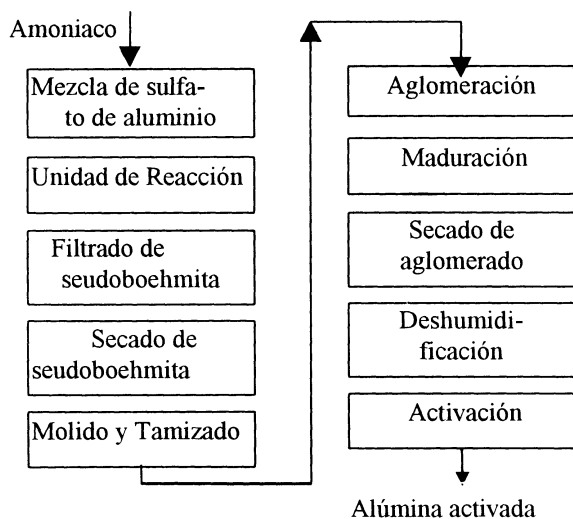 Amoniaco
Mezcla de sulfa-
to de aluminio
Unidad de Reacción
Filtrado de
seudoboehmita
Secado de
seudoboehmita
Molido y Tamizado
Aglomeración
Maduración
Secado de
aglomerado
Deshumidi-
ficación
Activación
Alúmina activada